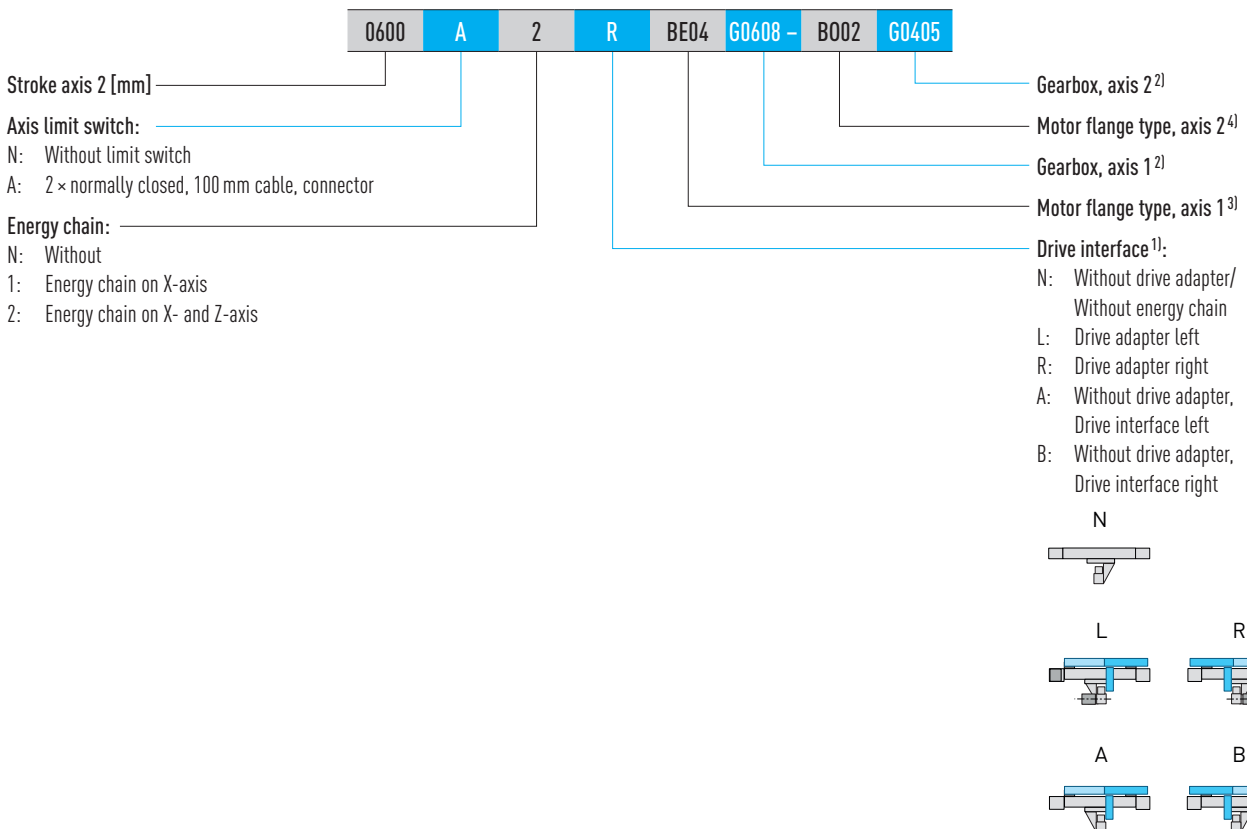 0600 A 2 R BE04 G0608 – B002 G0405
Stroke axis 2 [mm]
Axis limit switch:
N: Without limit switch
A: 2 × normally closed, 100 mm cable, connector
Energy chain:
N: Without
1: Energy chain on X-axis
2: Energy chain on X- and Z-axis
Gearbox, axis 2 2)
Motor flange type, axis 2 4)
Gearbox, axis 1 2)
Motor flange type, axis 1 3)
Drive interface 1):
N: Without drive adapter/
Without energy chain
L: Drive adapter left
R: Drive adapter right
A: Without drive adapter,
Drive interface left
B: Without drive adapter,
Drive interface right
N
L R
A B